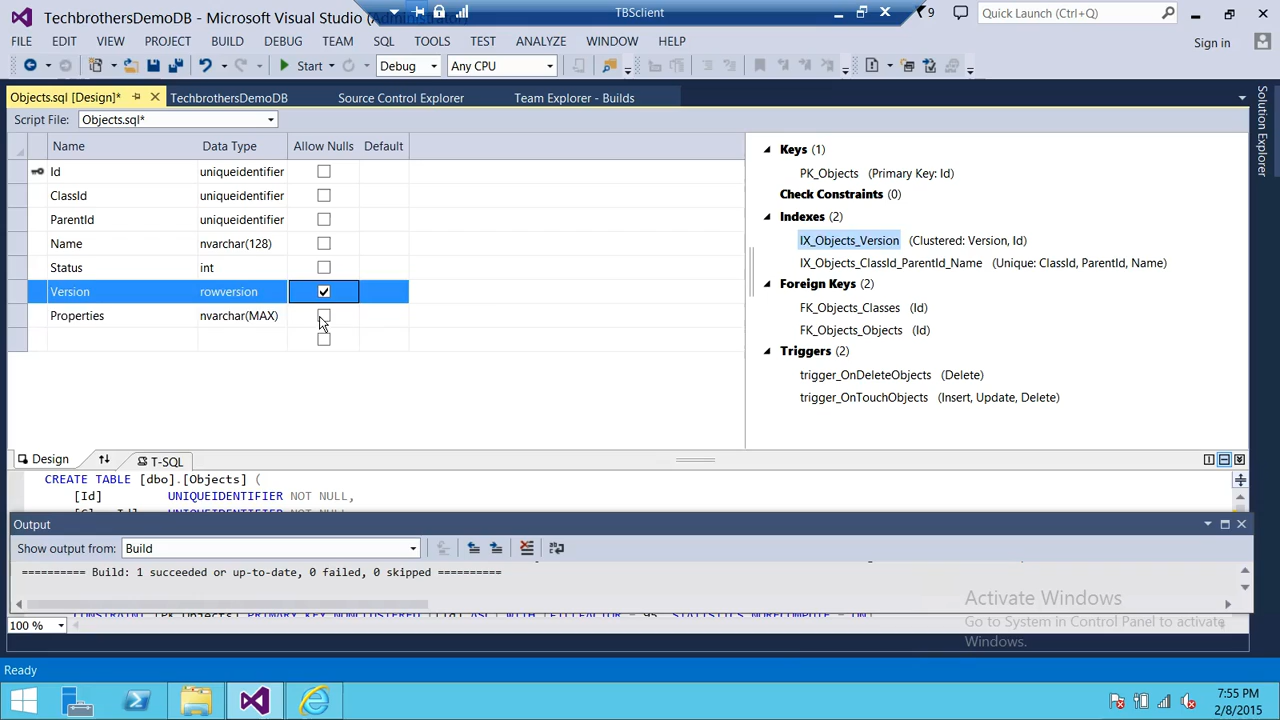 TechbrothersDemoDB - Microsoft Visual Studio (Administrator)
TBSclient
9
Quick Launch (Ctrl+Q)
FILE EDIT VIEW PROJECT BUILD DEBUG TEAM SQL TOOLS TEST ANALYZE WINDOW HELP
Sign in
Start Debug Any CPU
Objects.sql [Design]* TechbrothersDemoDB Source Control Explorer Team Explorer - Builds
Solution Explorer
Script File: Objects.sql*
Name Data Type Allow Nulls Default
Id uniqueidentifier
ClassId uniqueidentifier
ParentId uniqueidentifier
Name nvarchar(128)
Status int
Version rowversion
Properties nvarchar(MAX)
Keys (1)
PK_Objects (Primary Key: Id)
Check Constraints (0)
Indexes (2)
IX_Objects_Version (Clustered: Version, Id)
IX_Objects_ClassId_ParentId_Name (Unique: ClassId, ParentId, Name)
Foreign Keys (2)
FK_Objects_Classes (Id)
FK_Objects_Objects (Id)
Triggers (2)
trigger_OnDeleteObjects (Delete)
trigger_OnTouchObjects (Insert, Update, Delete)
Design T-SQL
CREATE TABLE [dbo].[Objects] (
[Id] UNIQUEIDENTIFIER NOT NULL,
Output
Show output from: Build
========== Build: 1 succeeded or up-to-date, 0 failed, 0 skipped ==========
Activate Windows
Go to System in Control Panel to activate
Windows.
100 %
Ready
7:55 PM
2/8/2015